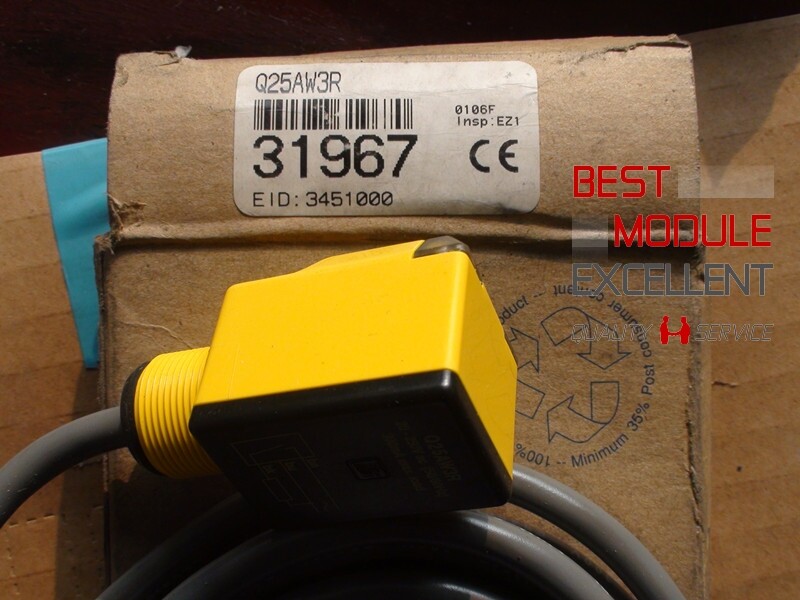 Q25AW3R
0106F
Insp:EZ1
31967
CE
EID: 3451000
BEST
MODULE
EXCELLENT
QUALITY SERVICE
100% -- Minimum 35% Post consumer content